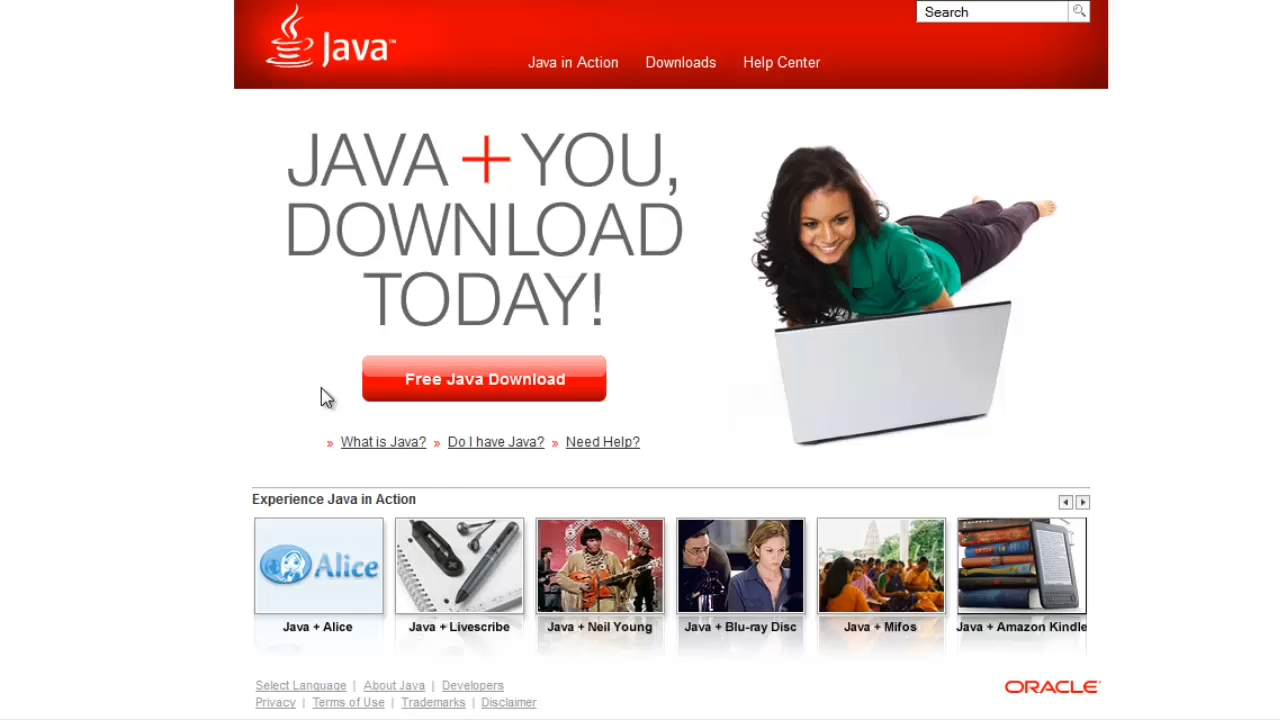 Java™
Search
Java in Action Downloads Help Center
JAVA + YOU,
DOWNLOAD
TODAY!
Free Java Download
» What is Java? » Do I have Java? » Need Help?
Experience Java in Action
Alice
Java + Alice Java + Livescribe Java + Neil Young Java + Blu-ray Disc Java + Mifos Java + Amazon Kindle
Select Language | About Java | Developers
Privacy | Terms of Use | Trademarks | Disclaimer
ORACLE